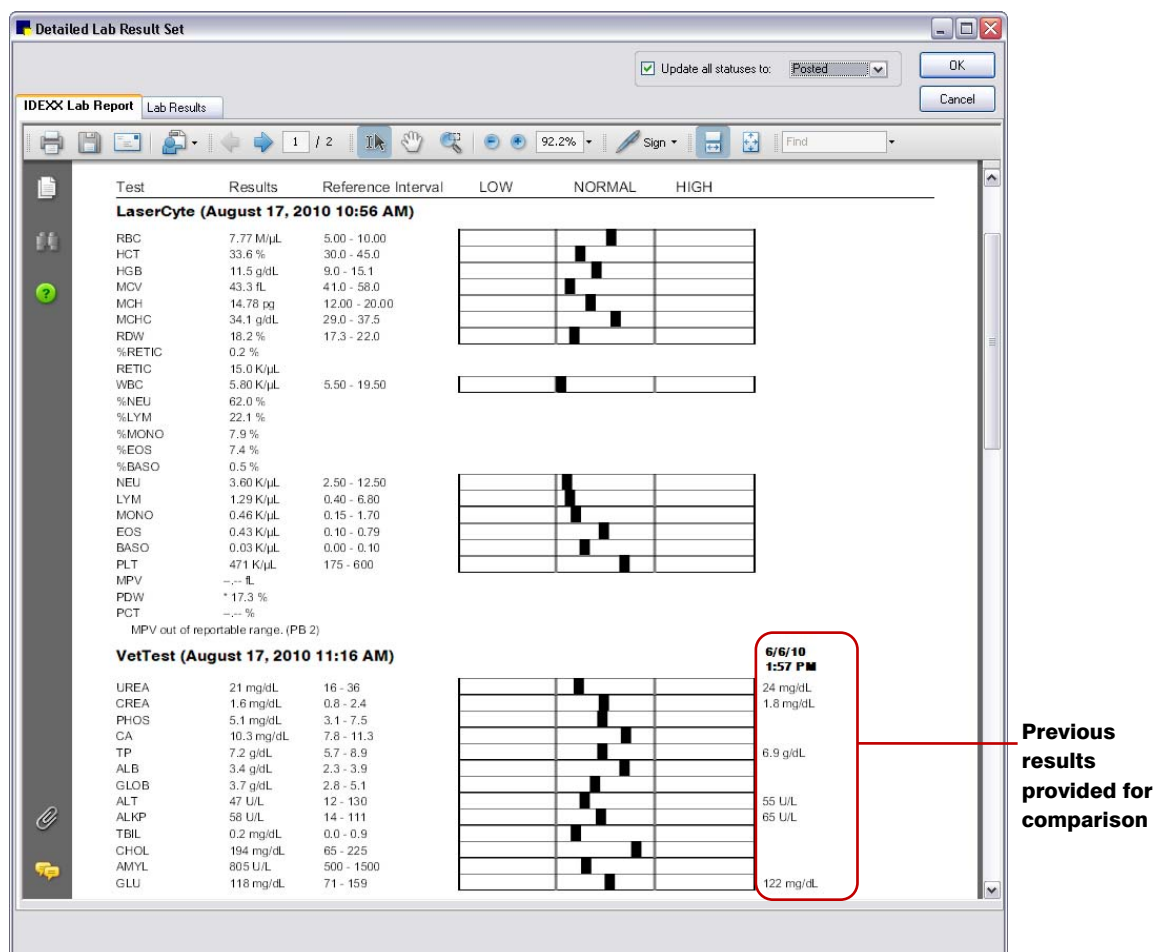 Detailed Lab Result Set
Update all statuses to: Posted
OK
Cancel
IDEXX Lab Report Lab Results
1 / 2 92.2% Sign Find
Test Results Reference Interval LOW NORMAL HIGH
LaserCyte (August 17, 2010 10:56 AM)
RBC 7.77 M/µL 5.00 - 10.00
HCT 33.6 % 30.0 - 45.0
HGB 11.5 g/dL 9.0 - 15.1
MCV 43.3 fL 41.0 - 58.0
MCH 14.78 pg 12.00 - 20.00
MCHC 34.1 g/dL 29.0 - 37.5
RDW 18.2 % 17.3 - 22.0
%RETIC 0.2 %
RETIC 15.0 K/µL
WBC 5.80 K/µL 5.50 - 19.50
%NEU 62.0 %
%LYM 22.1 %
%MONO 7.9 %
%EOS 7.4 %
%BASO 0.5 %
NEU 3.60 K/µL 2.50 - 12.50
LYM 1.29 K/µL 0.40 - 6.80
MONO 0.46 K/µL 0.15 - 1.70
EOS 0.43 K/µL 0.10 - 0.79
BASO 0.03 K/µL 0.00 - 0.10
PLT 471 K/µL 175 - 600
MPV --.-- fL
PDW * 17.3 %
PCT --.-- %
MPV out of reportable range. (PB 2)
VetTest (August 17, 2010 11:16 AM) 6/6/10
1:57 PM
UREA 21 mg/dL 16 - 36 24 mg/dL
CREA 1.6 mg/dL 0.8 - 2.4 1.8 mg/dL
PHOS 5.1 mg/dL 3.1 - 7.5
CA 10.3 mg/dL 7.8 - 11.3
TP 7.2 g/dL 5.7 - 8.9 6.9 g/dL
ALB 3.4 g/dL 2.3 - 3.9
GLOB 3.7 g/dL 2.8 - 5.1
ALT 47 U/L 12 - 130 55 U/L
ALKP 58 U/L 14 - 111 65 U/L
TBIL 0.2 mg/dL 0.0 - 0.9
CHOL 194 mg/dL 65 - 225
AMYL 805 U/L 500 - 1500
GLU 118 mg/dL 71 - 159 122 mg/dL
Previous
results
provided for
comparison